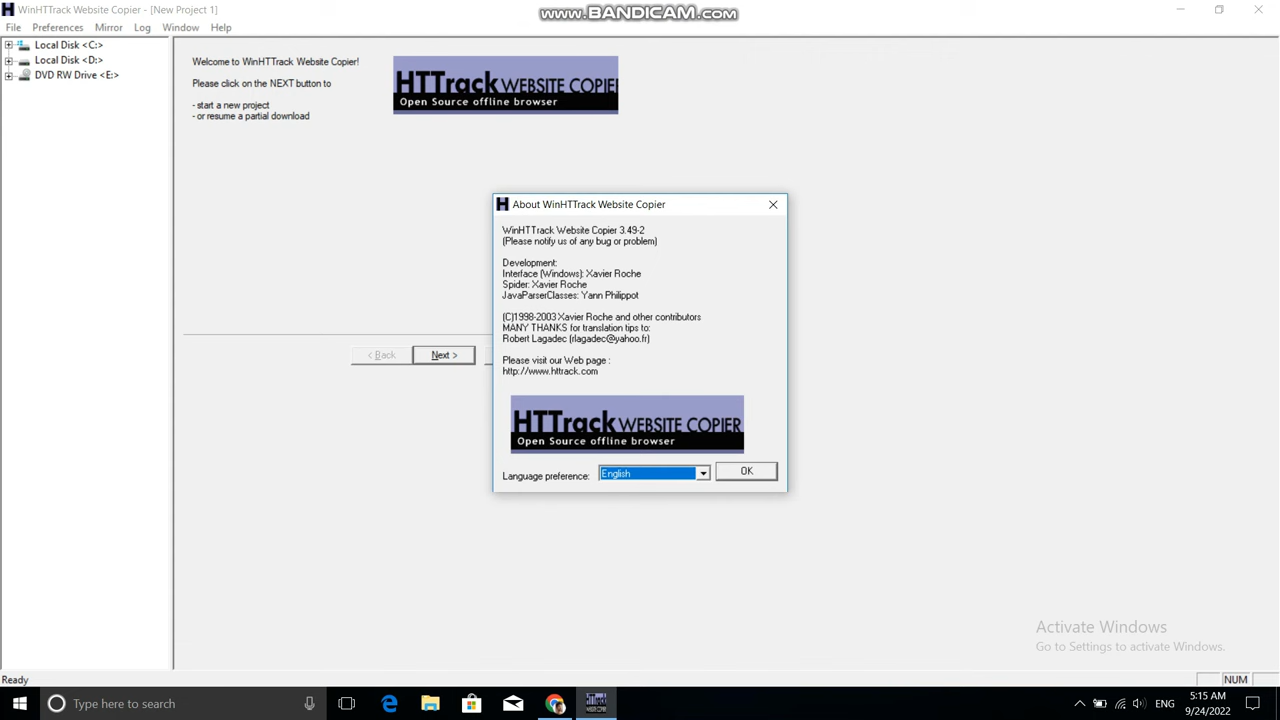 WinHTTrack Website Copier - [New Project 1]
www.BANDICAM.com
File Preferences Mirror Log Window Help
Local Disk <C:>
Local Disk <D:>
DVD RW Drive <E:>
Welcome to WinHTTrack Website Copier!
Please click on the NEXT button to
- start a new project
- or resume a partial download
HTTrack WEBSITE COPIER
Open Source offline browser
< Back Next >
About WinHTTrack Website Copier
WinHTTrack Website Copier 3.49-2
(Please notify us of any bug or problem)
Development:
Interface (Windows): Xavier Roche
Spider: Xavier Roche
JavaParserClasses: Yann Philippot
(C)1998-2003 Xavier Roche and other contributors
MANY THANKS for translation tips to:
Robert Lagadec (rlagadec@yahoo.fr)
Please visit our Web page :
http://www.httrack.com
HTTrack WEBSITE COPIER
Open Source offline browser
Language preference: English OK
Activate Windows
Go to Settings to activate Windows.
Ready NUM
Type here to search
ENG
5:15 AM
9/24/2022